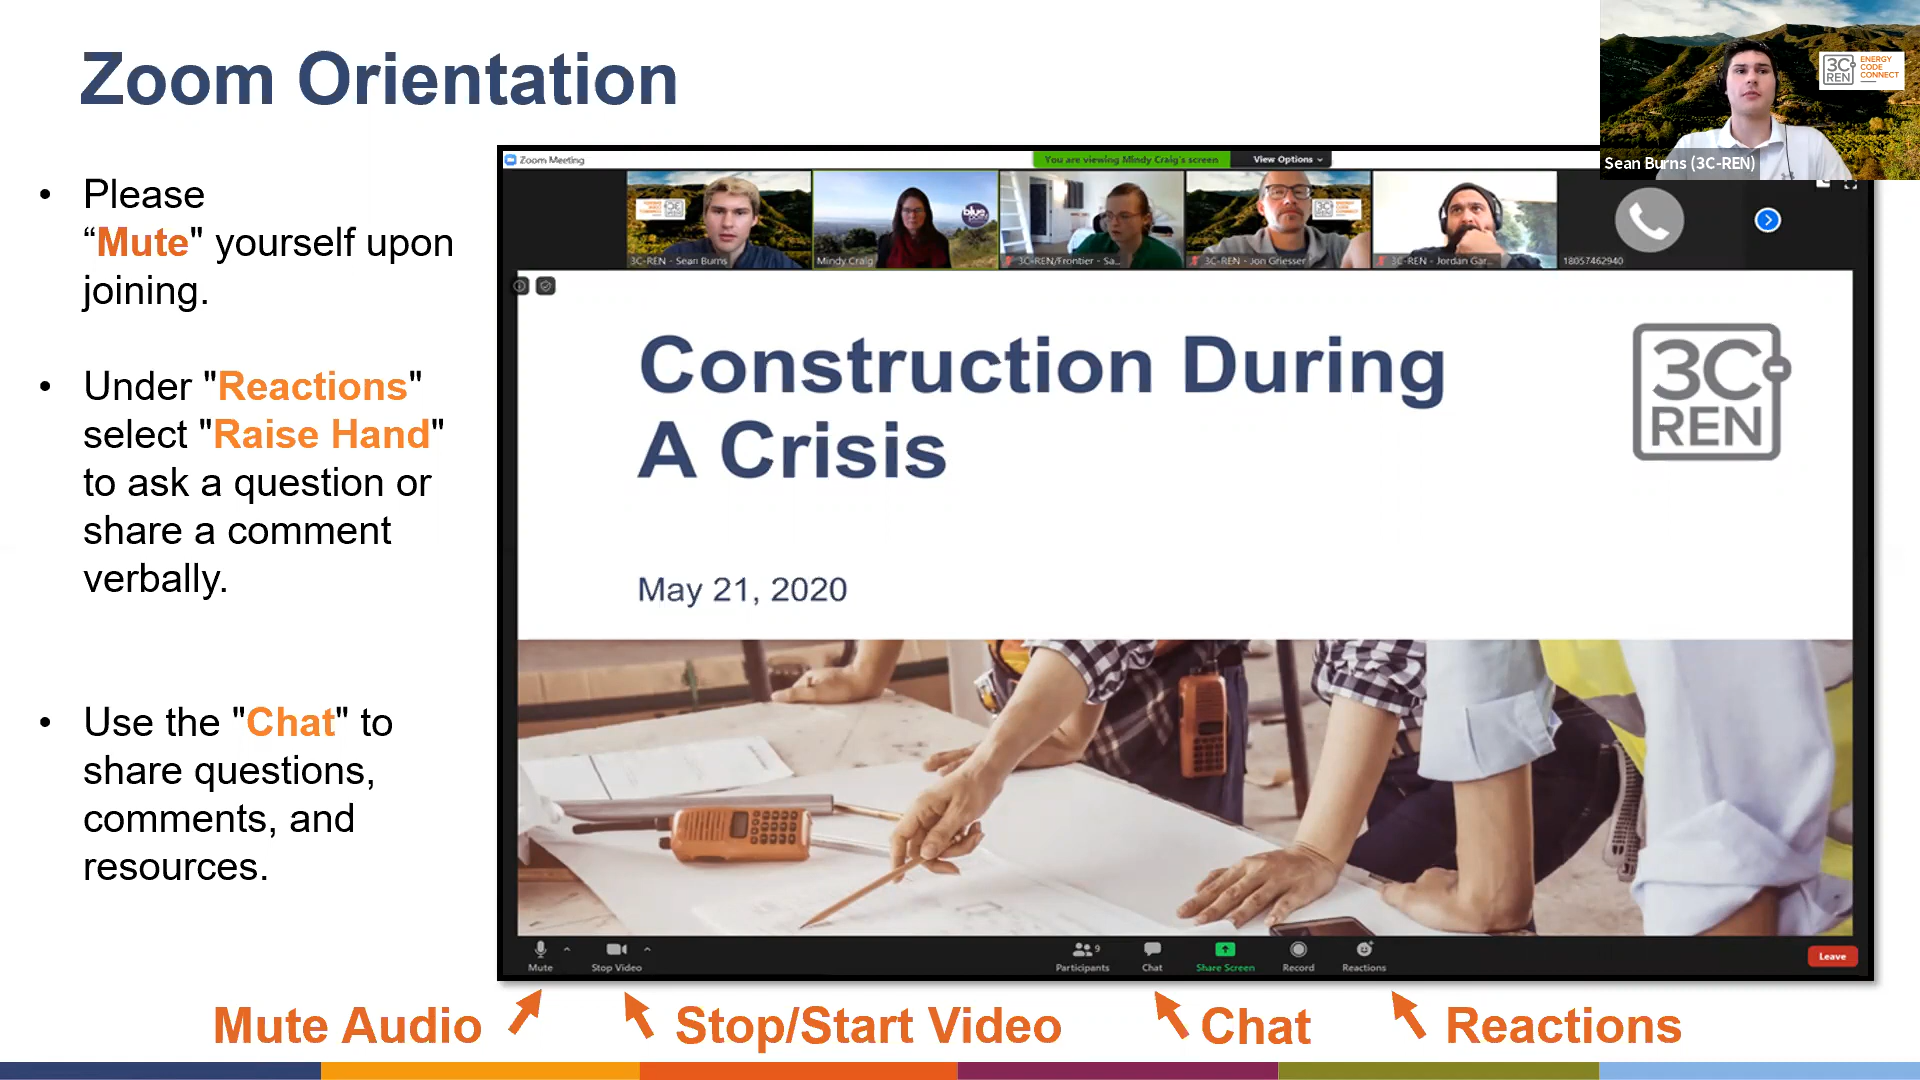 Zoom Orientation
3C-
REN
ENERGY
CODE
CONNECT
Sean Burns (3C-REN)
• Please
“Mute" yourself upon
joining.
• Under "Reactions"
select "Raise Hand"
to ask a question or
share a comment
verbally.
• Use the "Chat" to
share questions,
comments, and
resources.
Zoom Meeting
You are viewing Mindy Craig's screen
View Options
3C-REN - Sean Burns
blue
Mindy Craig
3C-REN/Frontier - Sa...
3C-REN - Jon Griesser
3C-REN - Jordan Gar...
18057462940
Construction During
A Crisis
3C-
REN
May 21, 2020
Mute
Stop Video
9
Participants
Chat
Share Screen
Record
Reactions
Leave
Mute Audio
Stop/Start Video
Chat
Reactions